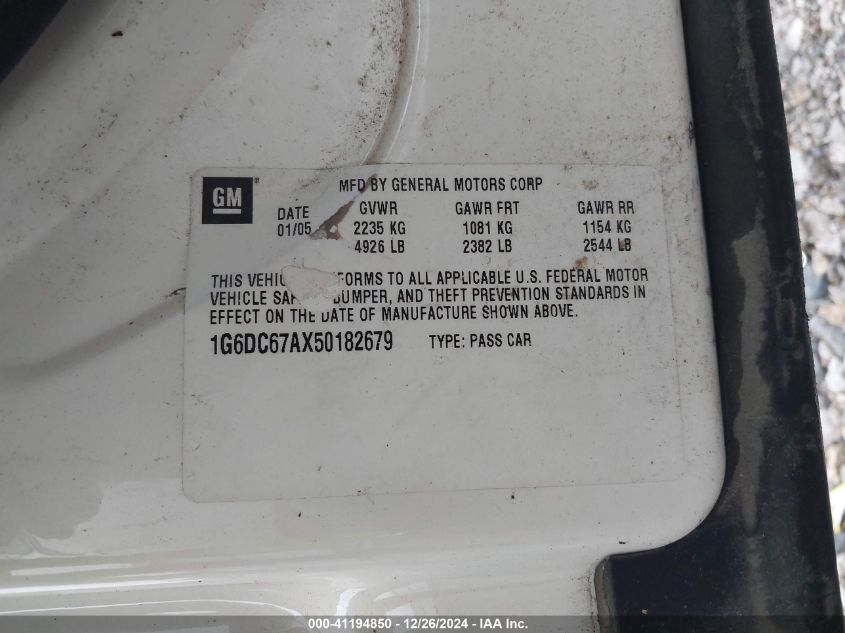 GM®
MFD BY GENERAL MOTORS CORP
DATE GVWR GAWR FRT GAWR RR
01/05 2235 KG 1081 KG 1154 KG
4926 LB 2382 LB 2544 LB
THIS FORMS TO ALL APPLICABLE U.S. FEDERAL MOTOR
VEHICLE BUMPER, AND THEFT PREVENTION STANDARDS IN
EFFECT ON THE DATE OF MANUFACTURE SHOWN ABOVE.
1G6DC67AX50182679 TYPE: PASS CAR
000-41194850 - 12/26/2024 - IAA Inc.